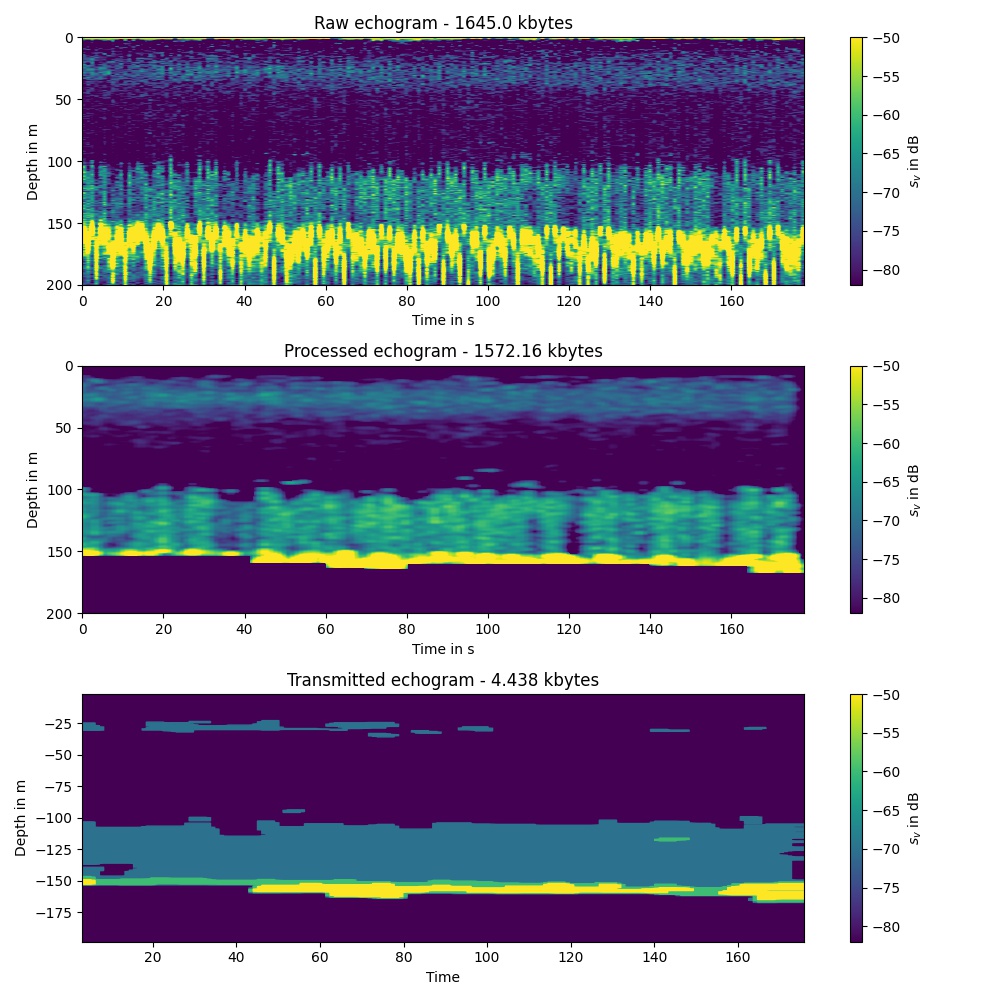 Raw echogram - 1645.0 kbytes
0
50
100
150
200
Depth in m
0 20 40 60 80 100 120 140 160
Time in s
−50
−55
−60
−65
−70
−75
−80
sv in dB
Processed echogram - 1572.16 kbytes
0
50
100
150
200
Depth in m
0 20 40 60 80 100 120 140 160
Time in s
−50
−55
−60
−65
−70
−75
−80
sv in dB
Transmitted echogram - 4.438 kbytes
−25
−50
−75
−100
−125
−150
−175
Depth in m
20 40 60 80 100 120 140 160
Time
−50
−55
−60
−65
−70
−75
−80
sv in dB